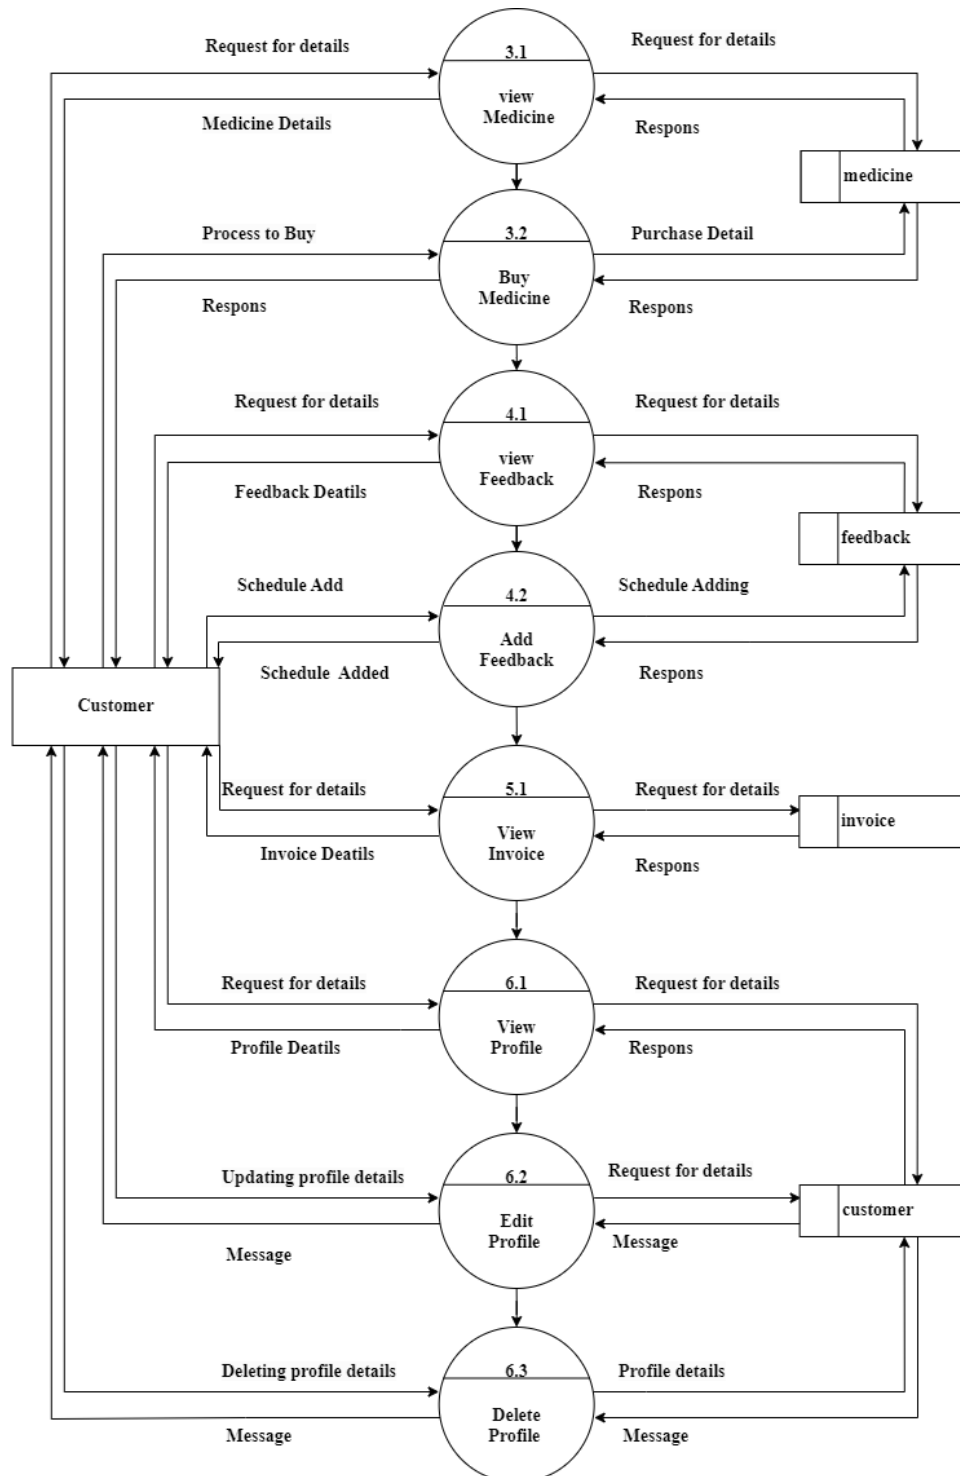 Request for details
3.1
Request for details
view
Medicine
Medicine Details
Respons
medicine
Process to Buy
3.2
Purchase Detail
Buy
Medicine
Respons
Respons
Request for details
4.1
Request for details
view
Feedback
Feedback Deatils
Respons
feedback
Schedule Add
4.2
Schedule Adding
Add
Feedback
Schedule Added
Respons
Customer
Request for details
5.1
Request for details
View
Invoice
invoice
Invoice Deatils
Respons
Request for details
6.1
Request for details
View
Profile
Profile Deatils
Respons
Updating profile details
6.2
Request for details
Edit
Profile
customer
Message
Message
Deleting profile details
6.3
Profile details
Delete
Profile
Message
Message